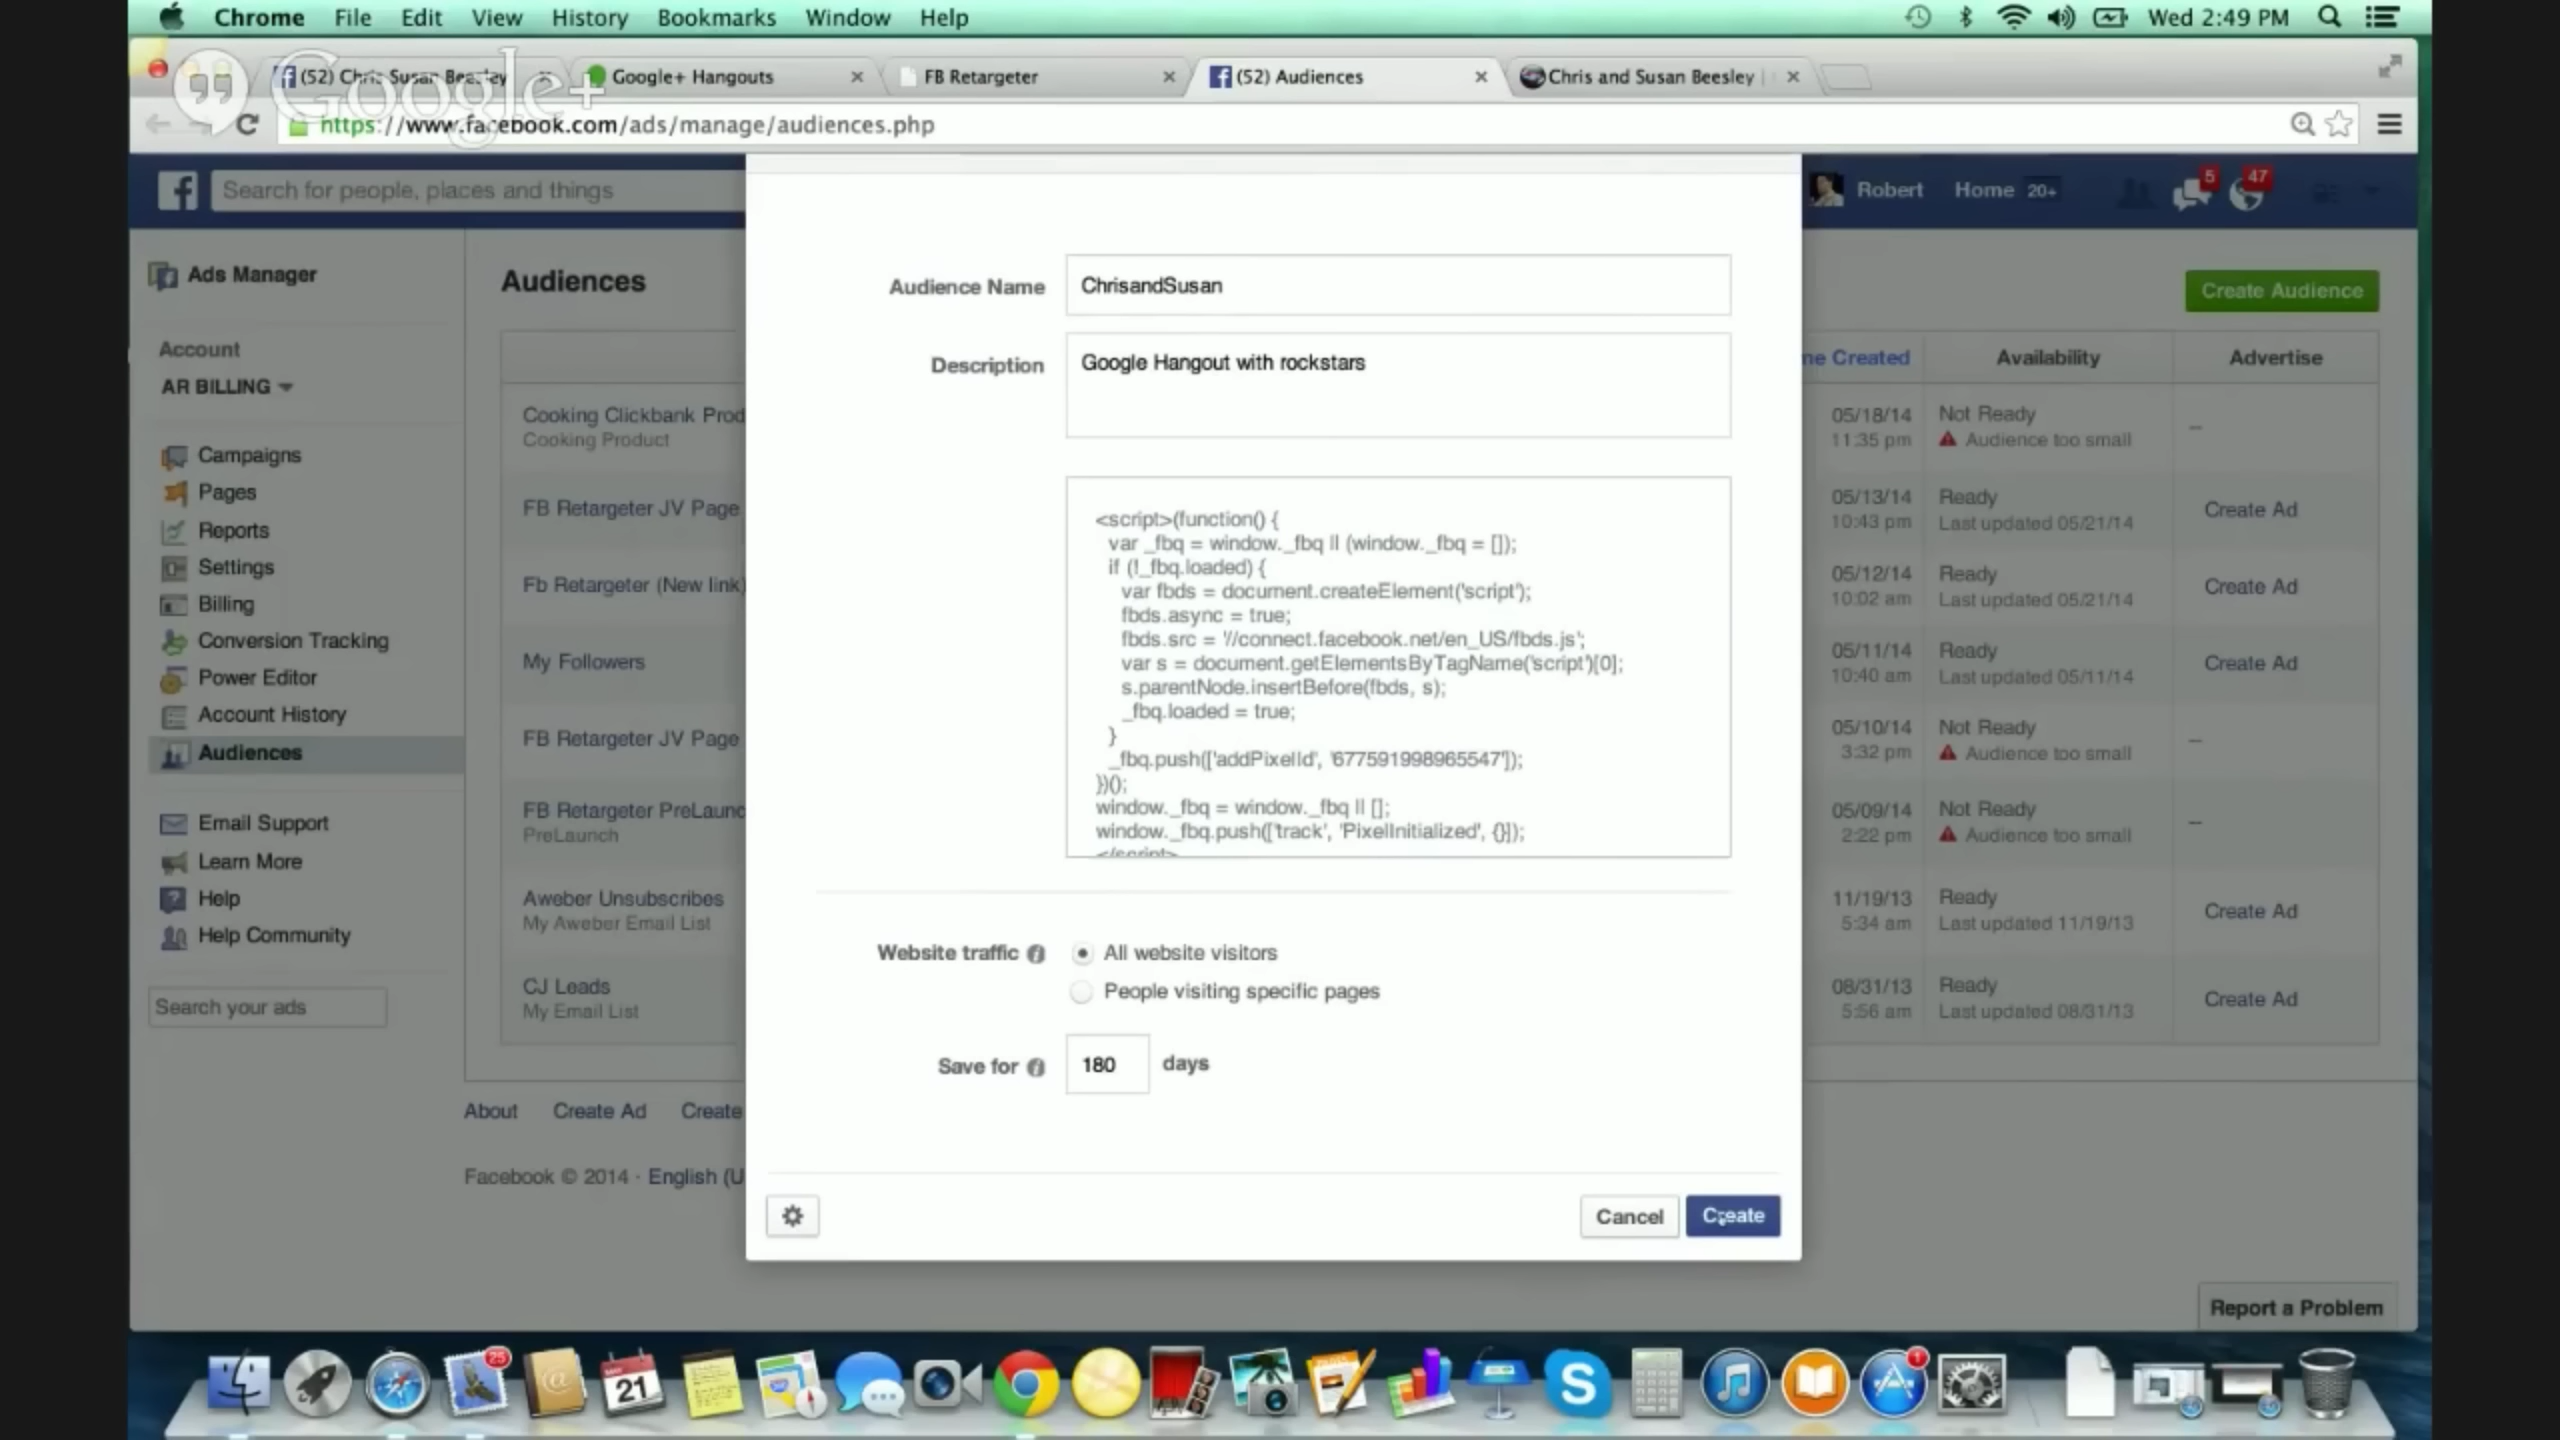 Chrome File Edit View History Bookmarks Window Help Wed 2:49 PM
(52) Chris Susan Beesley Google+ Hangouts FB Retargeter (52) Audiences Chris and Susan Beesley
Google+
https://www.facebook.com/ads/manage/audiences.php
Search for people, places and things
Robert Home 20+ 5 47
Ads Manager
Account
AR BILLING
Campaigns
Pages
Reports
Settings
Billing
Conversion Tracking
Power Editor
Account History
Audiences
Email Support
Learn More
Help
Help Community
Search your ads
Audiences
Create Audience
Cooking Clickbank Prod
Cooking Product
FB Retargeter JV Page
Fb Retargeter (New link)
My Followers
FB Retargeter JV Page
FB Retargeter PreLaunc
PreLaunch
Aweber Unsubscribes
My Aweber Email List
CJ Leads
My Email List
Audience Name ChrisandSusan
Description Google Hangout with rockstars
<script>(function() {
var _fbq = window._fbq || (window._fbq = []);
if (!_fbq.loaded) {
var fbds = document.createElement('script');
fbds.async = true;
fbds.src = '//connect.facebook.net/en_US/fbds.js';
var s = document.getElementsByTagName('script')[0];
s.parentNode.insertBefore(fbds, s);
_fbq.loaded = true;
}
_fbq.push(['addPixelId', '677591998965547']);
})();
window._fbq = window._fbq || [];
window._fbq.push(['track', 'PixelInitialized', {}]);
</script>
Website traffic All website visitors
People visiting specific pages
Save for 180 days
Cancel Create
me Created Availability Advertise
05/18/14 Not Ready –
11:35 pm Audience too small
05/13/14 Ready Create Ad
10:43 pm Last updated 05/21/14
05/12/14 Ready Create Ad
10:02 am Last updated 05/21/14
05/11/14 Ready Create Ad
10:40 am Last updated 05/11/14
05/10/14 Not Ready –
3:32 pm Audience too small
05/09/14 Not Ready –
2:22 pm Audience too small
11/19/13 Ready Create Ad
5:34 am Last updated 11/19/13
08/31/13 Ready Create Ad
5:56 am Last updated 08/31/13
About Create Ad Create
Facebook © 2014 · English (U
Report a Problem
25
21
1